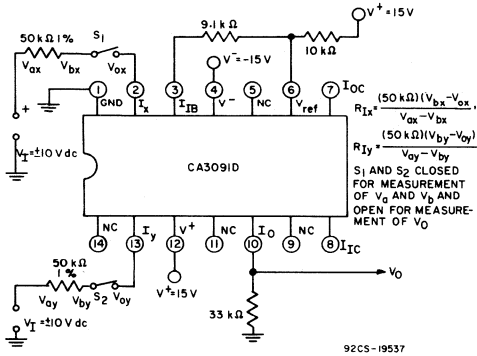 V⁺=15V
9.1 kΩ
50 kΩ 1%
S₁
V⁻=-15V
10 kΩ
Vax Vbx Vox
1 2 3 4 5 6 7 IOC
GND Ix IIB V⁻ NC Vref
+
VI=±10 V dc
CA3091D
RIx= (50 kΩ)(Vbx-Vox) / Vax-Vbx ,
RIy= (50 kΩ)(Vby-Voy) / Vay-Vby
S₁ AND S₂ CLOSED
FOR MEASUREMENT
OF Va AND Vb AND
OPEN FOR MEASURE-
MENT OF VO
NC Iy V⁺ NC IO NC
14 13 12 11 10 9 8 IIC
50 kΩ
1%
Vay Vby S₂ Voy
V⁺=15V
VO
VI=±10 V dc
33 kΩ
92CS-19537